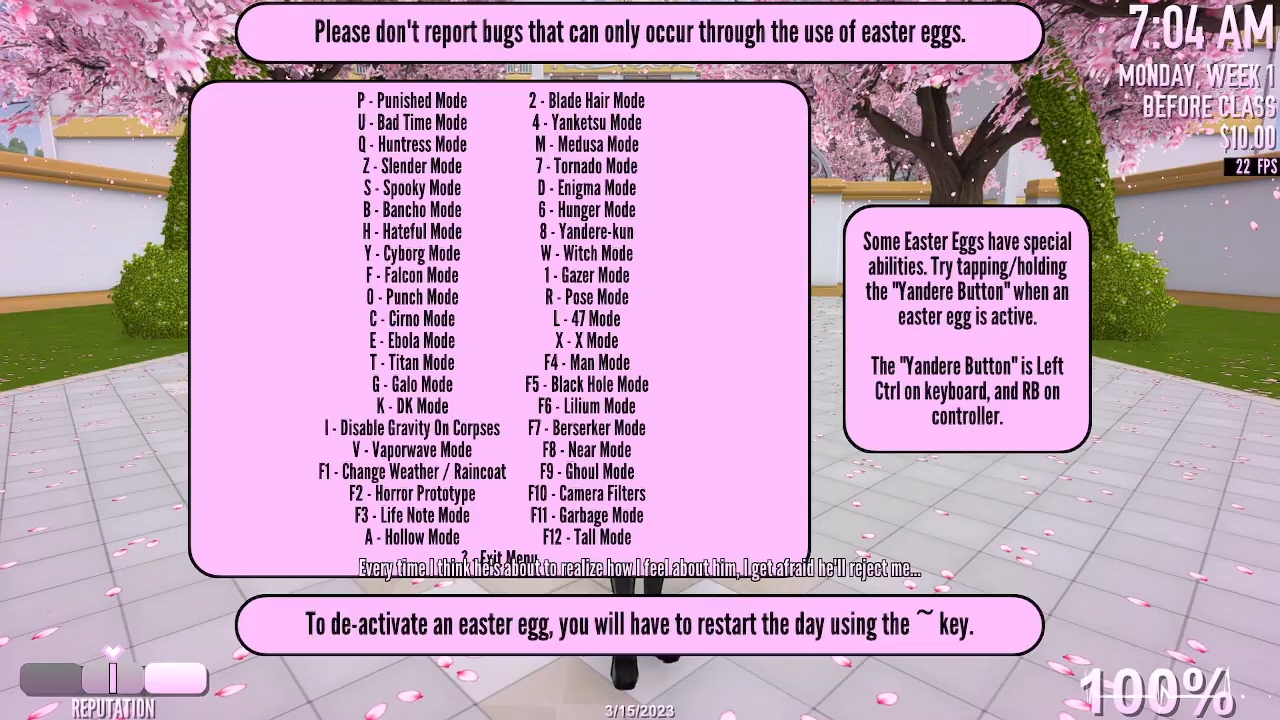 Please don't report bugs that can only occur through the use of easter eggs.
7:04 AM
MONDAY, WEEK 1
BEFORE CLASS
$10.00
22 FPS
P - Punished Mode
U - Bad Time Mode
Q - Huntress Mode
Z - Slender Mode
S - Spooky Mode
B - Bancho Mode
H - Hateful Mode
Y - Cyborg Mode
F - Falcon Mode
O - Punch Mode
C - Cirno Mode
E - Ebola Mode
T - Titan Mode
G - Galo Mode
K - DK Mode
I - Disable Gravity On Corpses
V - Vaporwave Mode
F1 - Change Weather / Raincoat
F2 - Horror Prototype
F3 - Life Note Mode
A - Hollow Mode
2 - Blade Hair Mode
4 - Yanketsu Mode
M - Medusa Mode
7 - Tornado Mode
D - Enigma Mode
6 - Hunger Mode
8 - Yandere-kun
W - Witch Mode
1 - Gazer Mode
R - Pose Mode
L - 47 Mode
X - X Mode
F4 - Man Mode
F5 - Black Hole Mode
F6 - Lilium Mode
F7 - Berserker Mode
F8 - Near Mode
F9 - Ghoul Mode
F10 - Camera Filters
F11 - Garbage Mode
F12 - Tall Mode
? - Exit Menu
Every time I think he's about to realize how I feel about him, I get afraid he'll reject me...
Some Easter Eggs have special
abilities. Try tapping/holding
the "Yandere Button" when an
easter egg is active.
The "Yandere Button" is Left
Ctrl on keyboard, and RB on
controller.
To de-activate an easter egg, you will have to restart the day using the ~ key.
REPUTATION
3/15/2023
100%